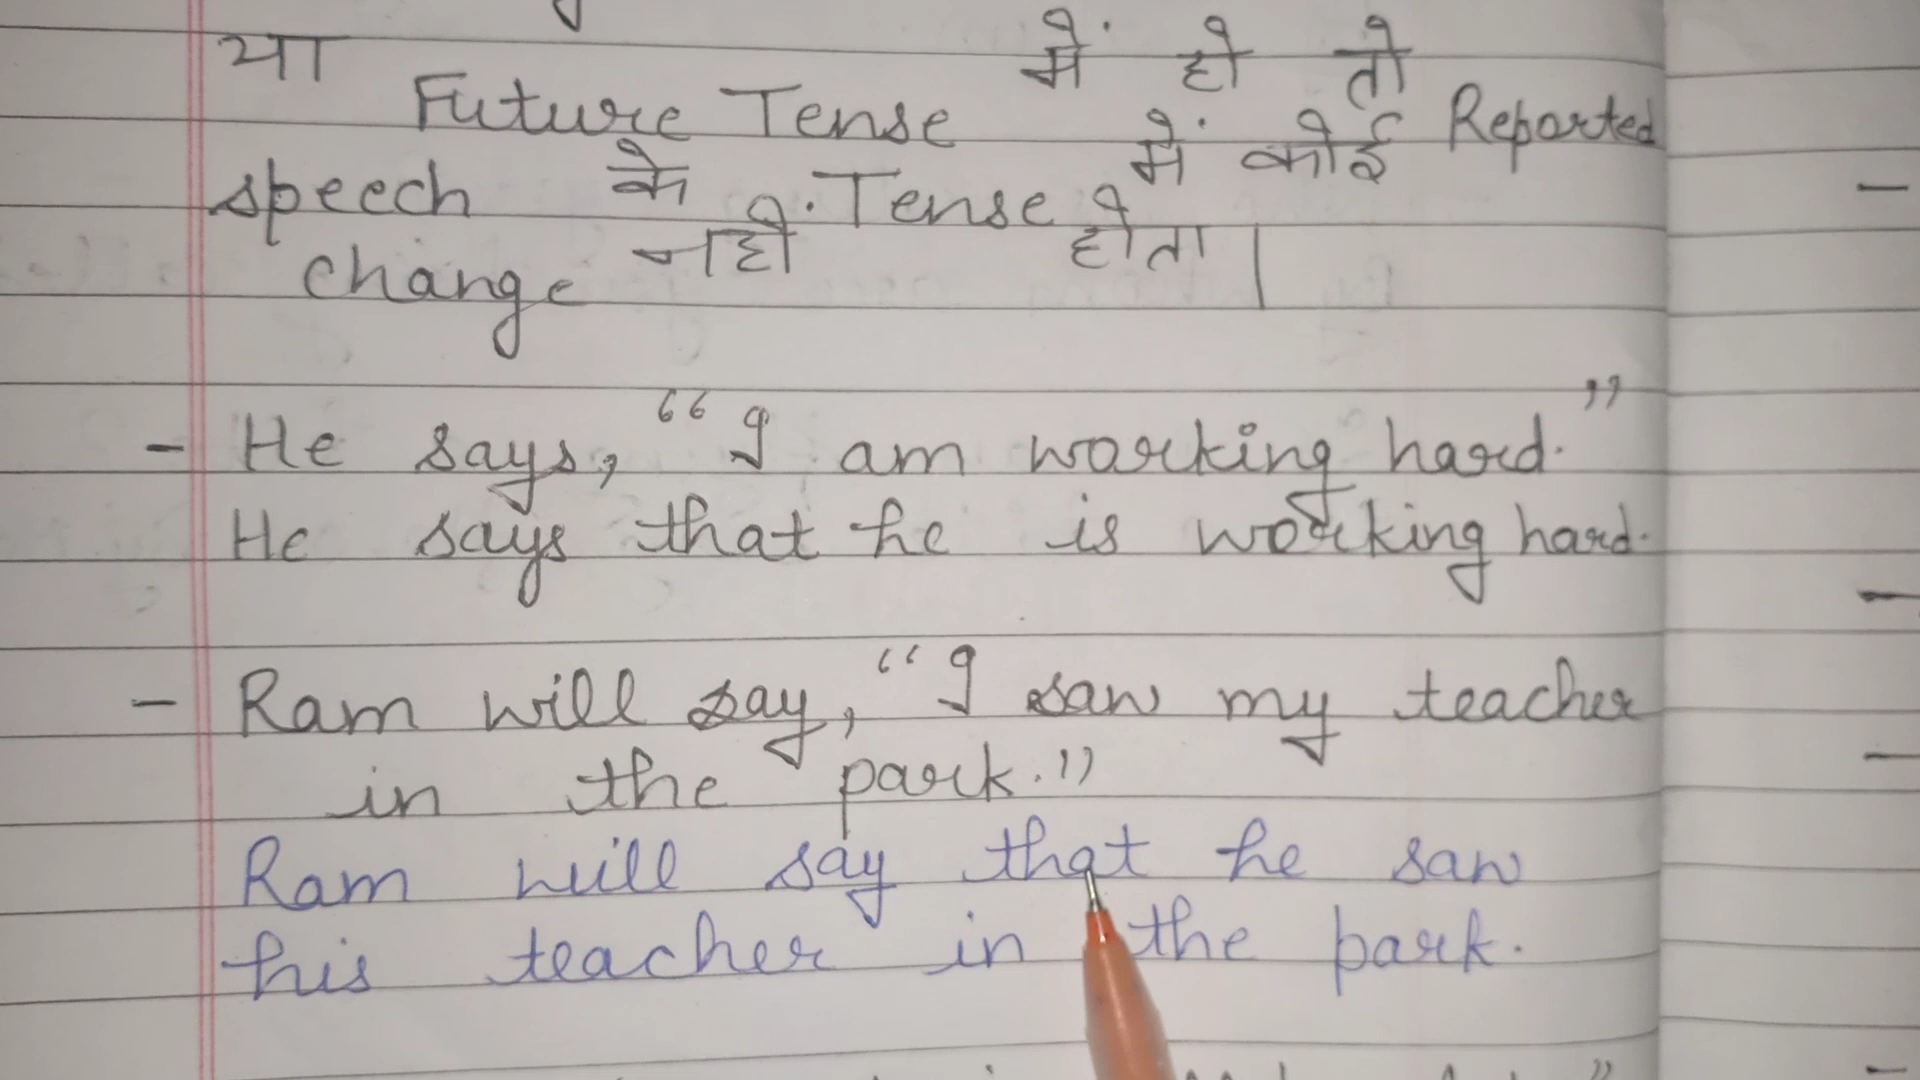 या Future Tense में हो तो Reported
speech के Tense में कोई
change नही होता।
- He says, "I am working hard."
He says that he is working hard.
- Ram will say, "I saw my teacher
in the park."
Ram will say that he saw
his teacher in the park.